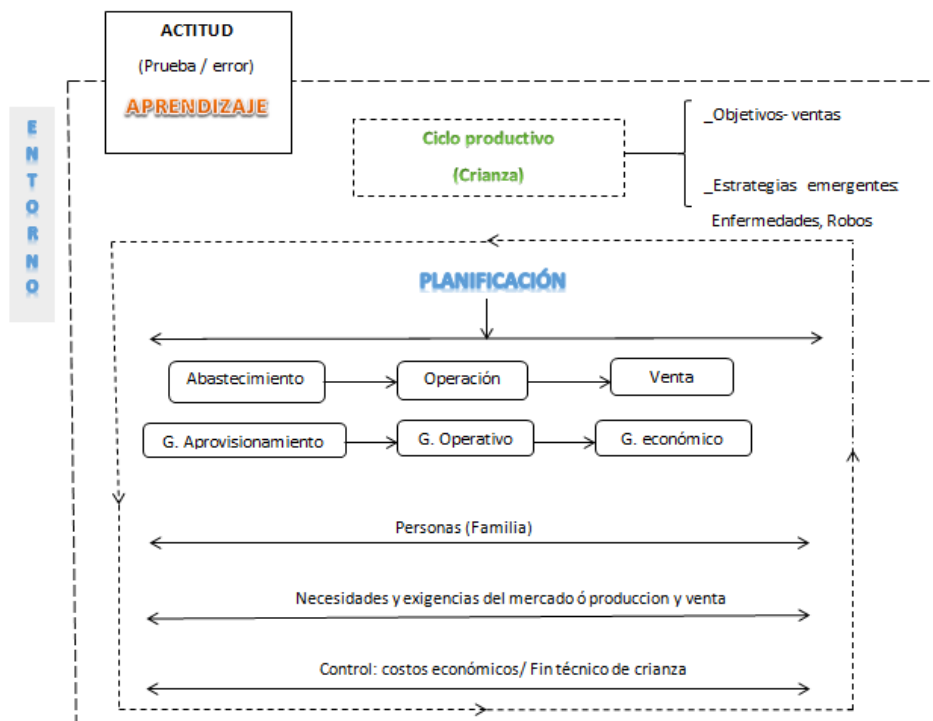 ACTITUD
(Prueba / error)
APRENDIZAJE
ENTORNO
Ciclo productivo
(Crianza)
_Objetivos- ventas
_Estrategias emergentes:
Enfermedades, Robos
PLANIFICACIÓN
Abastecimiento
Operación
Venta
G. Aprovisionamiento
G. Operativo
G. económico
Personas (Familia)
Necesidades y exigencias del mercado ó produccion y venta
Control: costos económicos/ Fin técnico de crianza